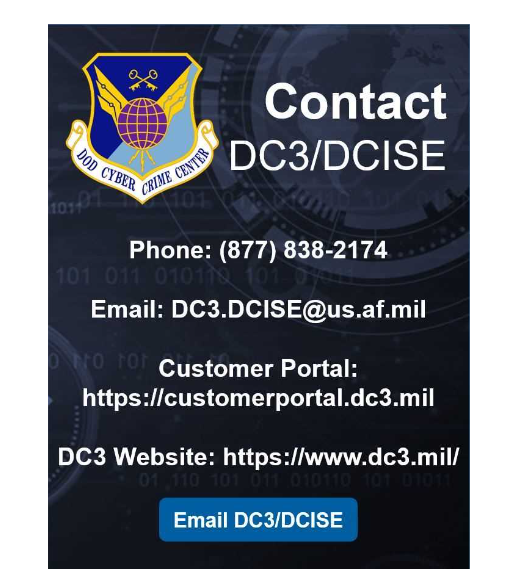 Contact
DC3/DCISE
DOD CYBER CRIME CENTER
Phone: (877) 838-2174
Email: DC3.DCISE@us.af.mil
Customer Portal:
https://customerportal.dc3.mil
DC3 Website: https://www.dc3.mil/
Email DC3/DCISE